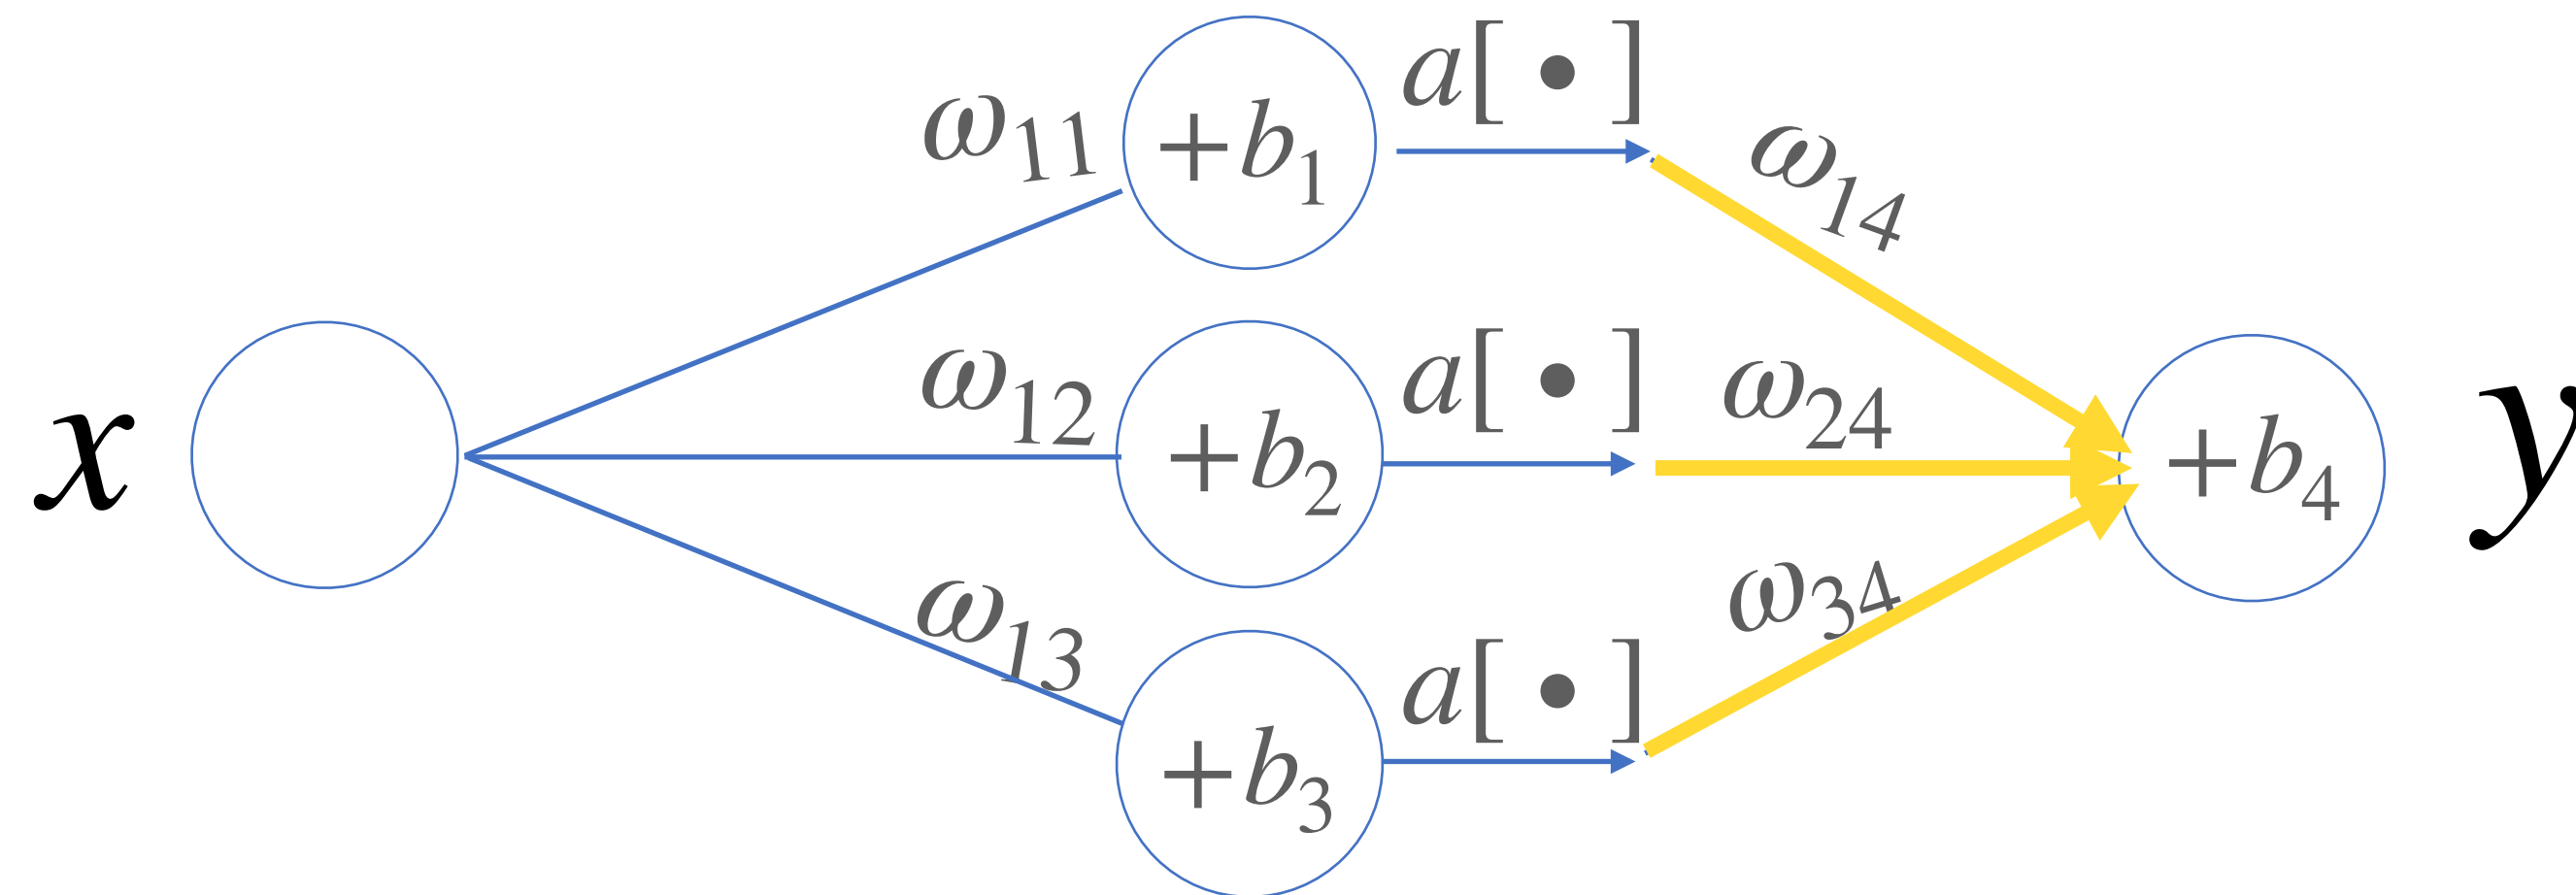 x
ω11
+b1
a[ • ]
ω14
ω12
+b2
a[ • ]
ω24
+b4
y
ω13
+b3
a[ • ]
ω34